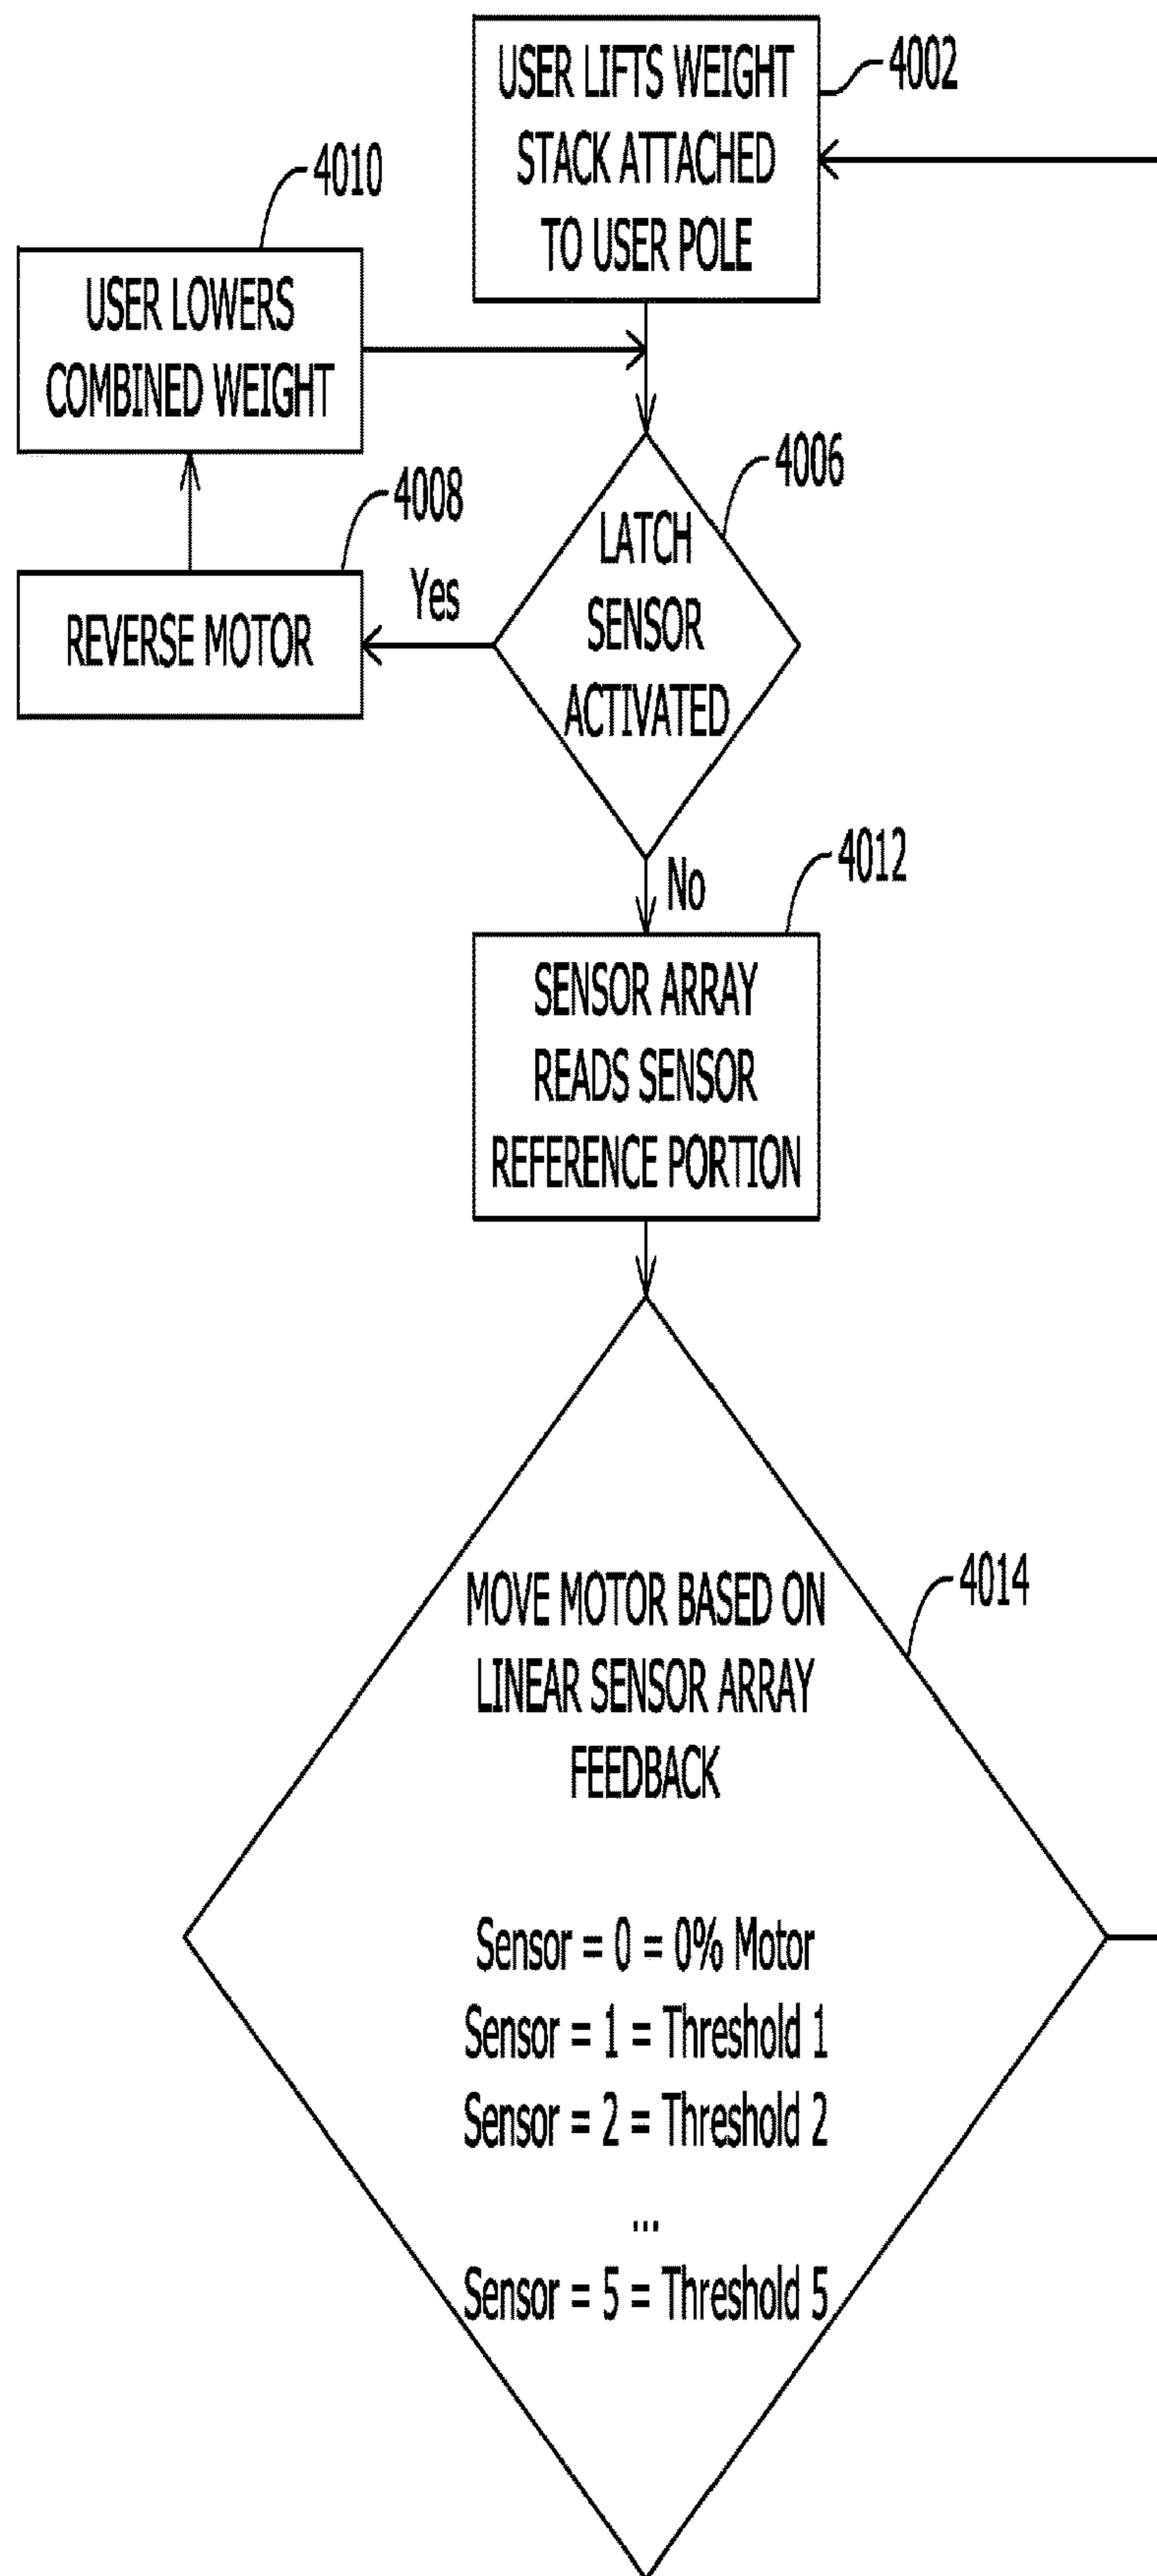 USER LIFTS WEIGHT
STACK ATTACHED
TO USER POLE
4002
4010
USER LOWERS
COMBINED WEIGHT
4008
REVERSE MOTOR
Yes
4006
LATCH
SENSOR
ACTIVATED
No
4012
SENSOR ARRAY
READS SENSOR
REFERENCE PORTION
4014
MOVE MOTOR BASED ON
LINEAR SENSOR ARRAY
FEEDBACK
Sensor = 0 = 0% Motor
Sensor = 1 = Threshold 1
Sensor = 2 = Threshold 2
...
Sensor = 5 = Threshold 5